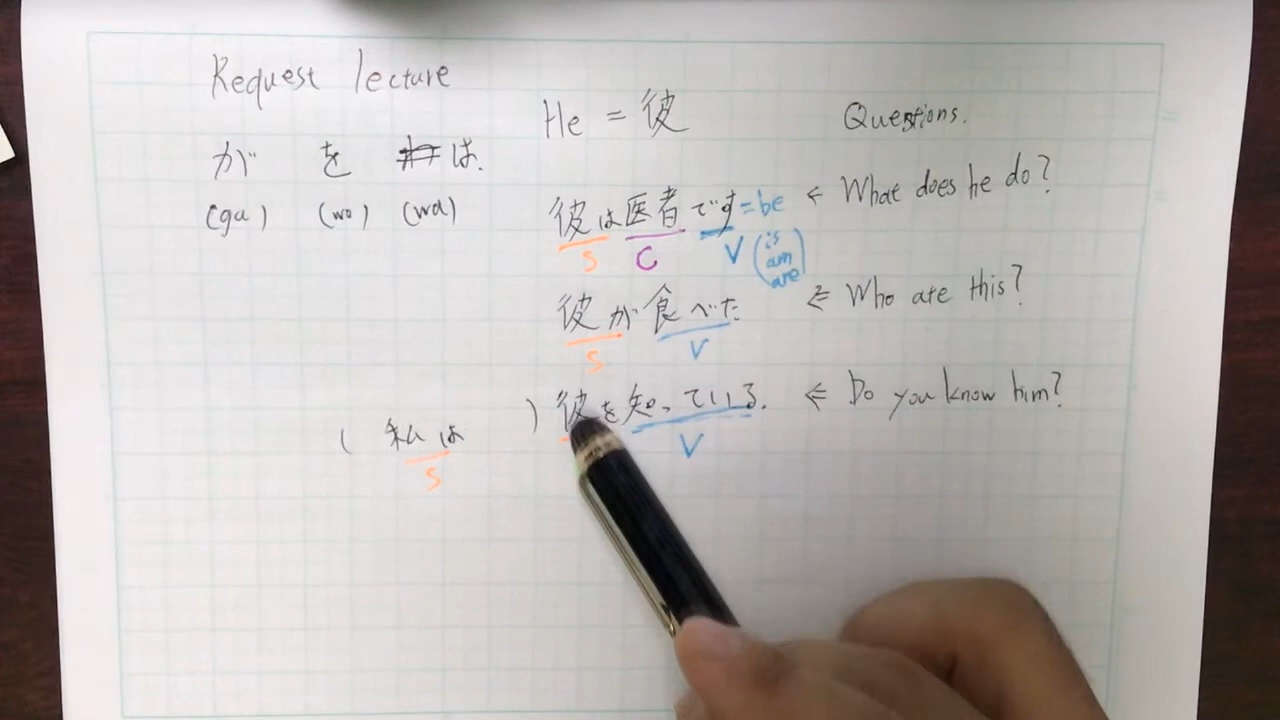 Request lecture
He = 彼
Questions.
が を は.
(ga) (wo) (wa)
彼は医者です = be ← What does he do?
S C V (is am are)
彼が食べた ⇐ Who ate this?
S V
(私は) 彼を知っている. ⇐ Do you know him?
S V